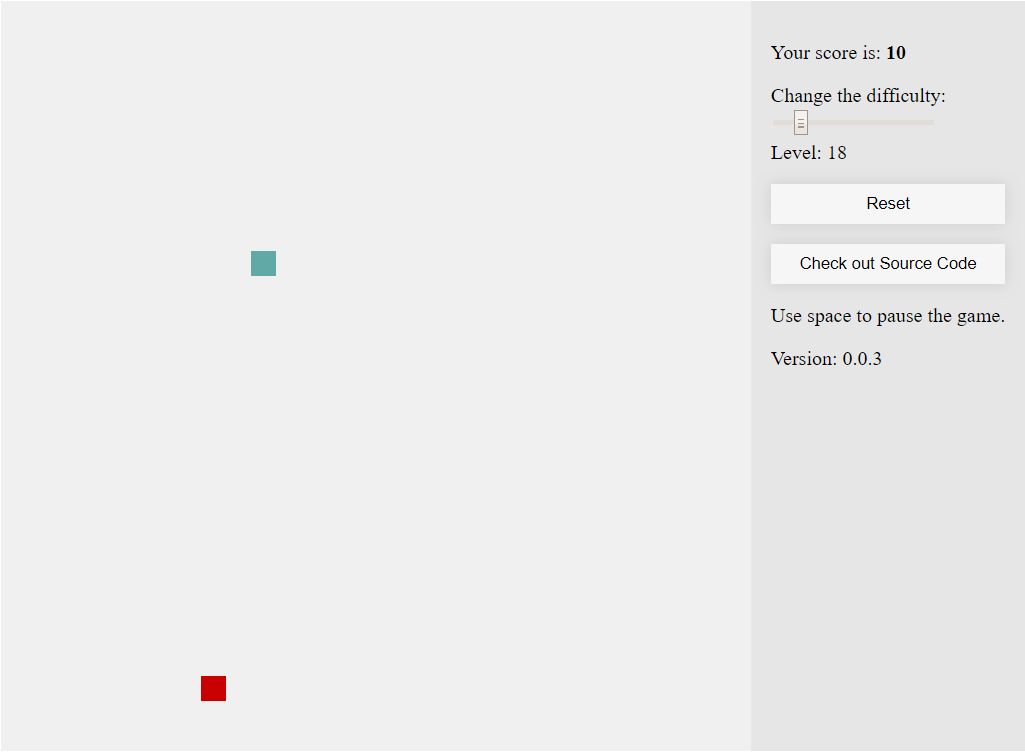 Your score is: 10
Change the difficulty:
Level: 18
Reset
Check out Source Code
Use space to pause the game.
Version: 0.0.3